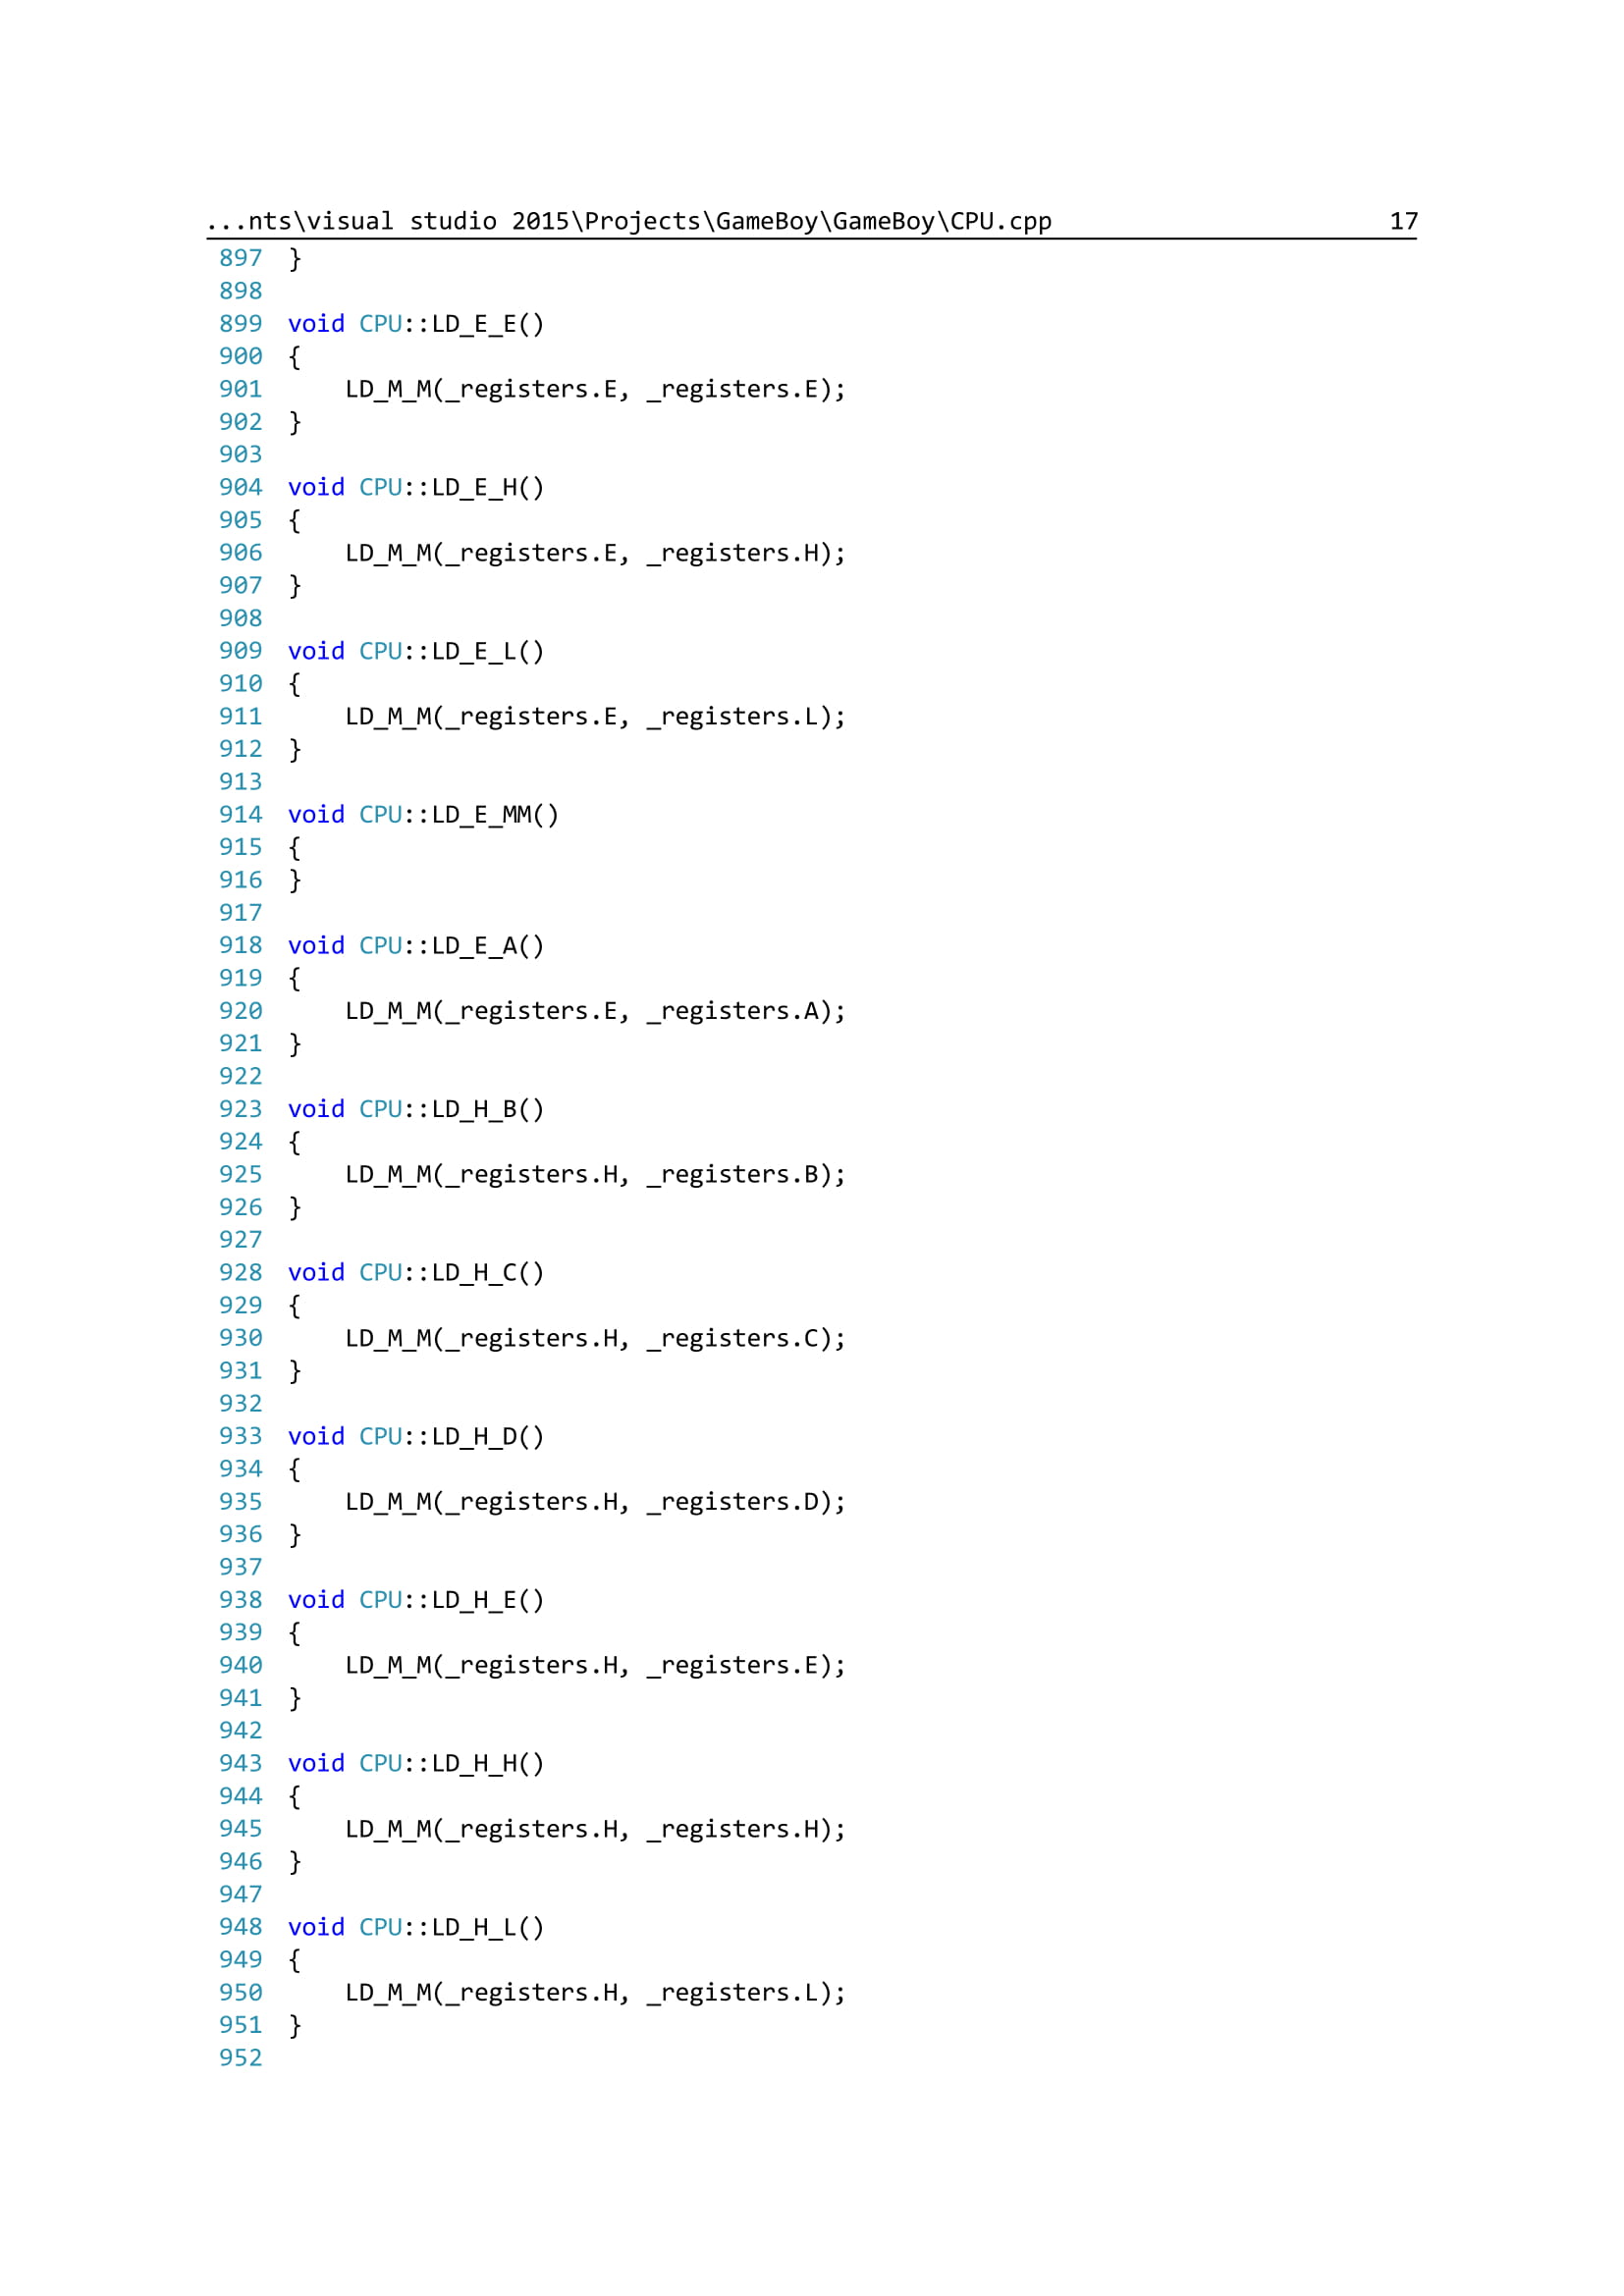 ...nts\visual studio 2015\Projects\GameBoy\GameBoy\CPU.cpp 17
897 }
898
899 void CPU::LD_E_E()
900 {
901     LD_M_M(_registers.E, _registers.E);
902 }
903
904 void CPU::LD_E_H()
905 {
906     LD_M_M(_registers.E, _registers.H);
907 }
908
909 void CPU::LD_E_L()
910 {
911     LD_M_M(_registers.E, _registers.L);
912 }
913
914 void CPU::LD_E_MM()
915 {
916 }
917
918 void CPU::LD_E_A()
919 {
920     LD_M_M(_registers.E, _registers.A);
921 }
922
923 void CPU::LD_H_B()
924 {
925     LD_M_M(_registers.H, _registers.B);
926 }
927
928 void CPU::LD_H_C()
929 {
930     LD_M_M(_registers.H, _registers.C);
931 }
932
933 void CPU::LD_H_D()
934 {
935     LD_M_M(_registers.H, _registers.D);
936 }
937
938 void CPU::LD_H_E()
939 {
940     LD_M_M(_registers.H, _registers.E);
941 }
942
943 void CPU::LD_H_H()
944 {
945     LD_M_M(_registers.H, _registers.H);
946 }
947
948 void CPU::LD_H_L()
949 {
950     LD_M_M(_registers.H, _registers.L);
951 }
952